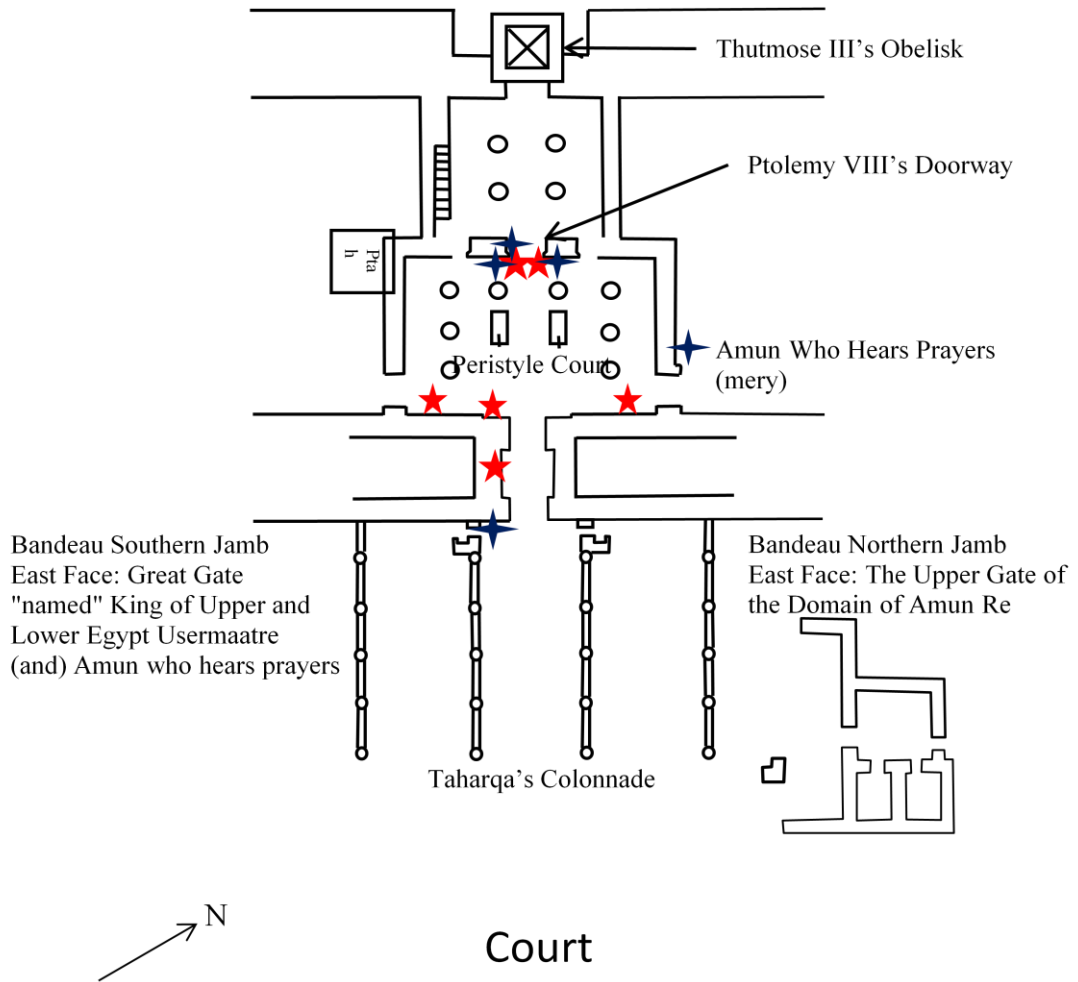 Thutmose III's Obelisk
Ptolemy VIII’s Doorway
Pta
h
Amun Who Hears Prayers
(mery)
Peristyle Court
Bandeau Southern Jamb
East Face: Great Gate
"named" King of Upper and
Lower Egypt Usermaatre
(and) Amun who hears prayers
Bandeau Northern Jamb
East Face: The Upper Gate of
the Domain of Amun Re
Taharqa’s Colonnade
N
Court